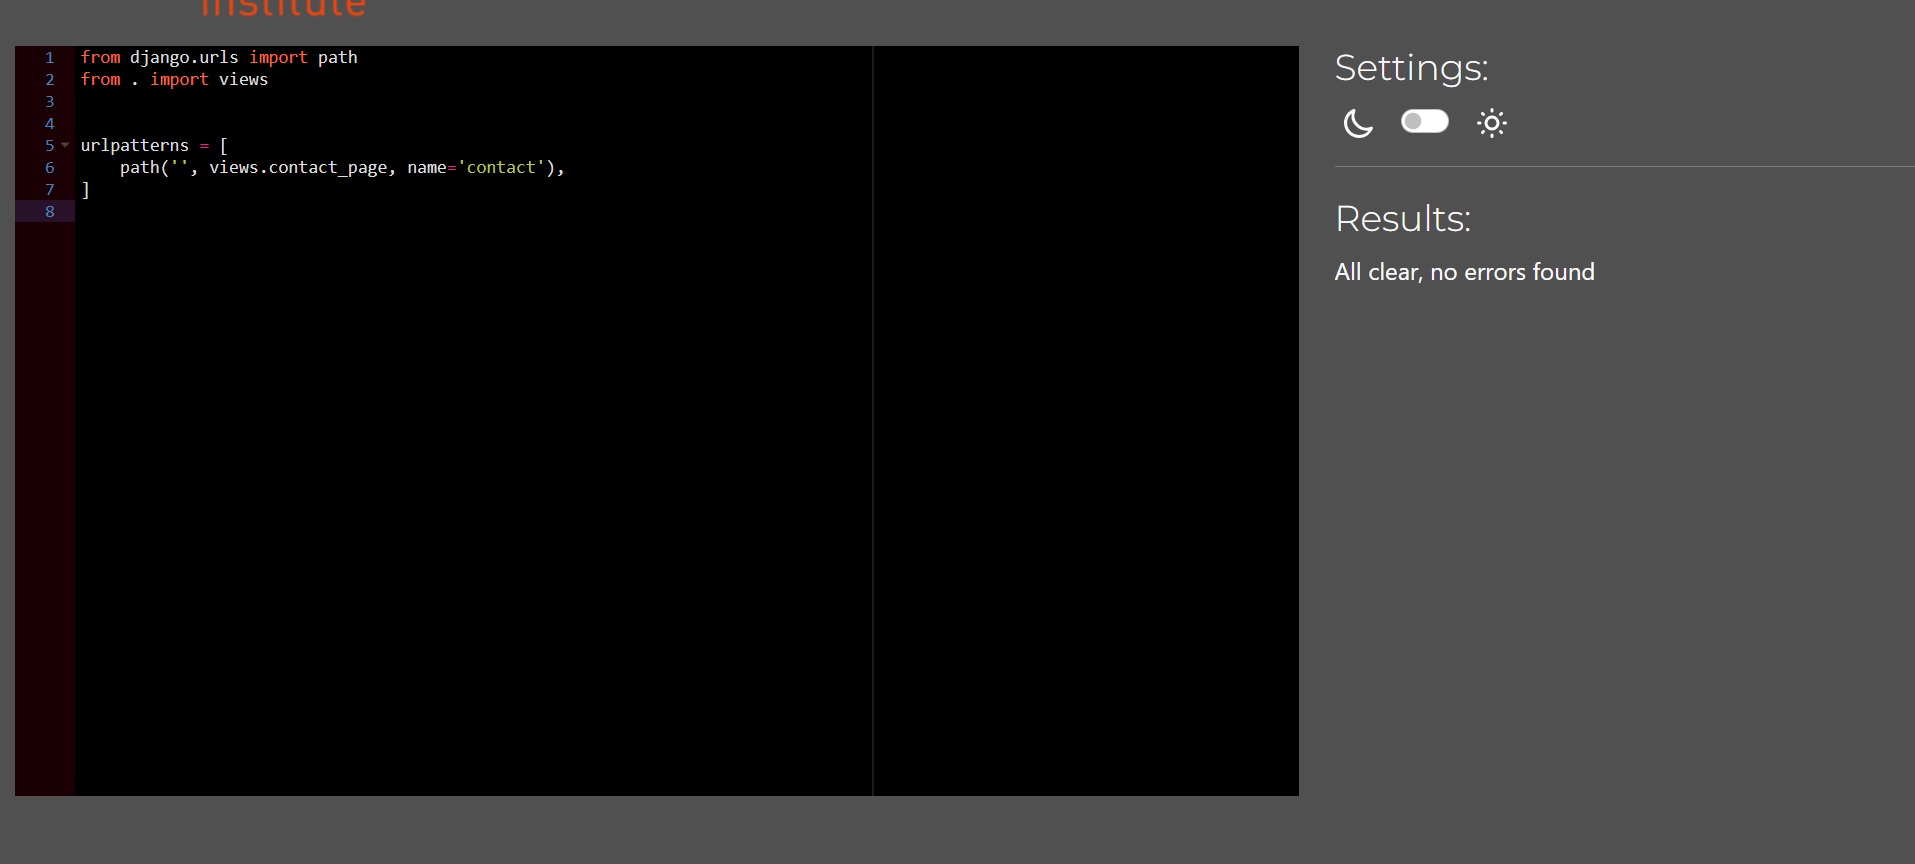 institute
1 from django.urls import path
2 from . import views
3
4
5 urlpatterns = [
6     path('', views.contact_page, name='contact'),
7 ]
8
Settings:
Results:
All clear, no errors found